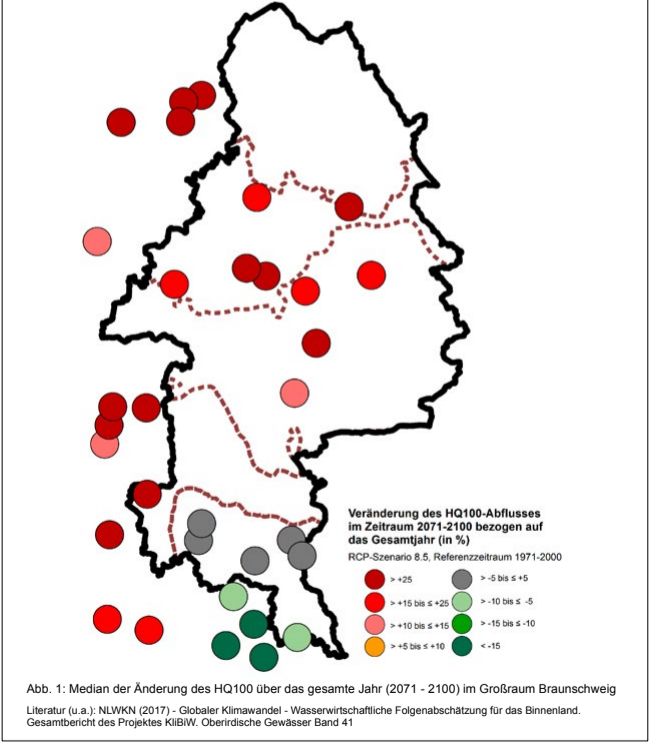 Veränderung des HQ100-Abflusses
im Zeitraum 2071-2100 bezogen auf
das Gesamtjahr (in %)
RCP-Szenario 8.5, Referenzzeitraum 1971-2000
> +25
> -5 bis ≤ +5
> +15 bis ≤ +25
> -10 bis ≤ -5
> +10 bis ≤ +15
> -15 bis ≤ -10
> +5 bis ≤ +10
< -15
Abb. 1: Median der Änderung des HQ100 über das gesamte Jahr (2071 - 2100) im Großraum Braunschweig
Literatur (u.a.): NLWKN (2017) - Globaler Klimawandel - Wasserwirtschaftliche Folgenabschätzung für das Binnenland.
Gesamtbericht des Projektes KliBiW. Oberirdische Gewässer Band 41